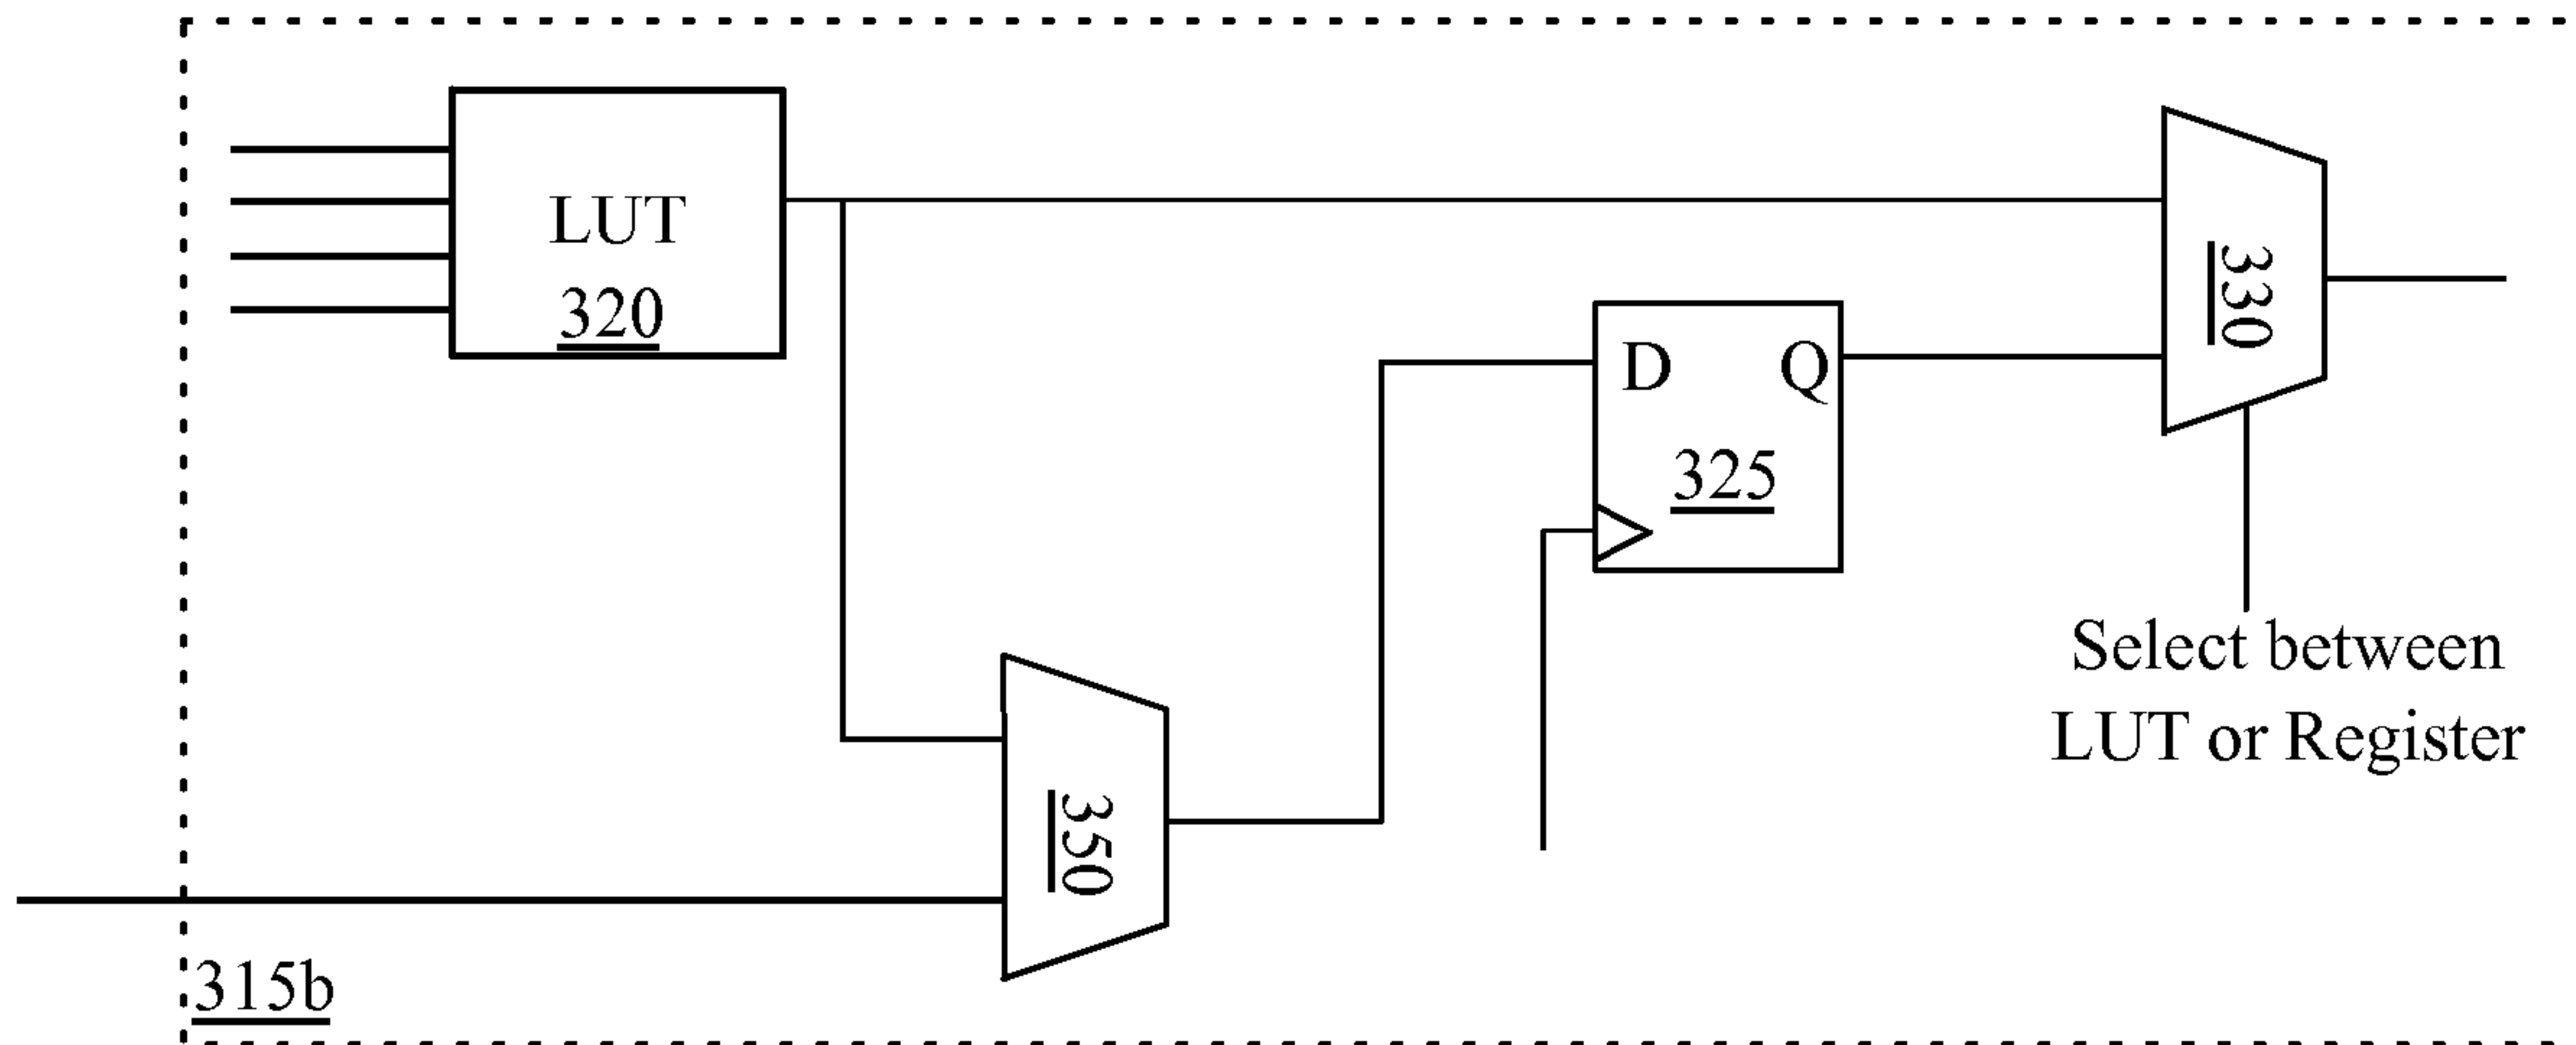 LUT
320
330
D Q
325
Select between
LUT or Register
350
315b